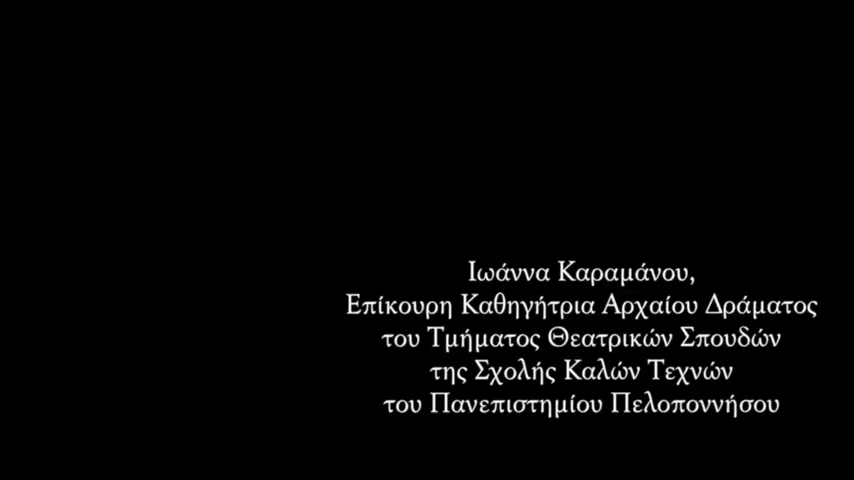 Ιωάννα Καραμάνου,
Επίκουρη Καθηγήτρια Αρχαίου Δράματος
του Τμήματος Θεατρικών Σπουδών
της Σχολής Καλών Τεχνών
του Πανεπιστημίου Πελοποννήσου